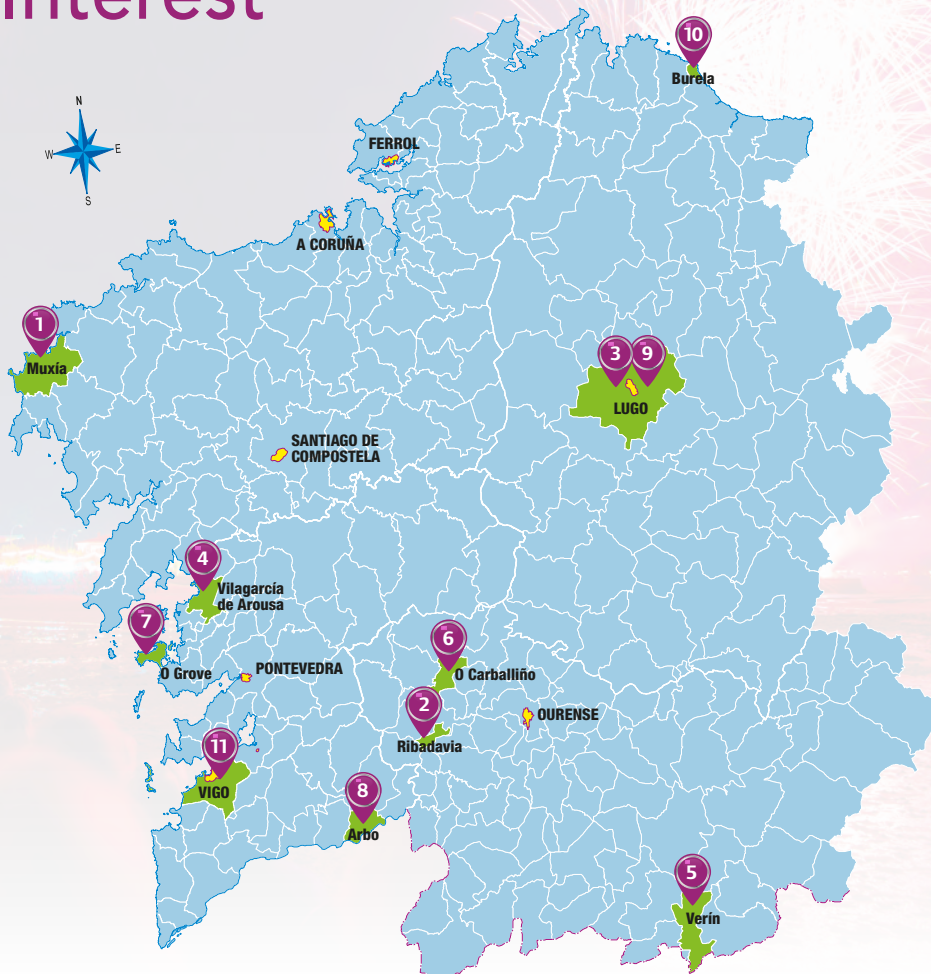 interest
10
Burela
N
W
E
S
FERROL
A CORUÑA
1
Muxía
3
9
LUGO
SANTIAGO DE
COMPOSTELA
4
Vilagarcía
de Arousa
7
O Grove
PONTEVEDRA
6
O Carballiño
2
Ribadavia
OURENSE
11
VIGO
8
Arbo
5
Verín